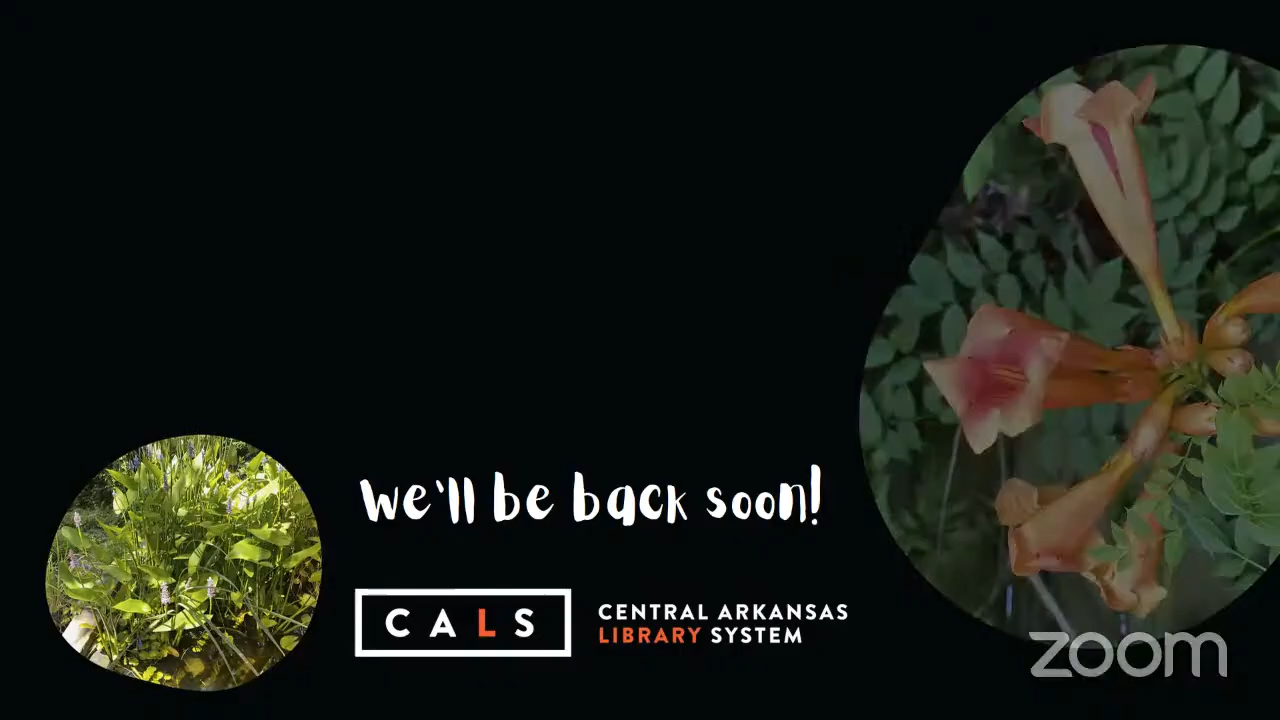 We'll be back soon!
CALS
CENTRAL ARKANSAS
LIBRARY SYSTEM
zoom